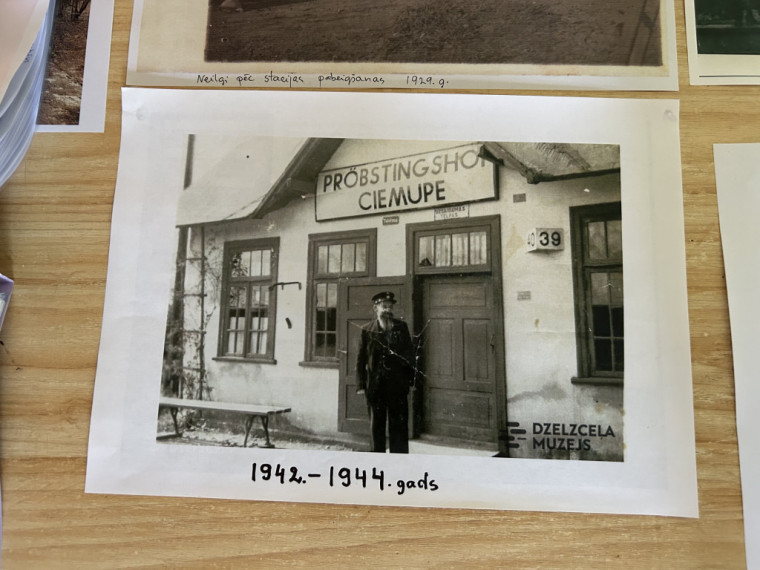 Neilgi pēc stacijas pabeigšanas 1929. g.
PRÖBSTINGSHOF
CIEMUPE
39
DZELZCEĻA
MUZEJS
1942.–1944. gads